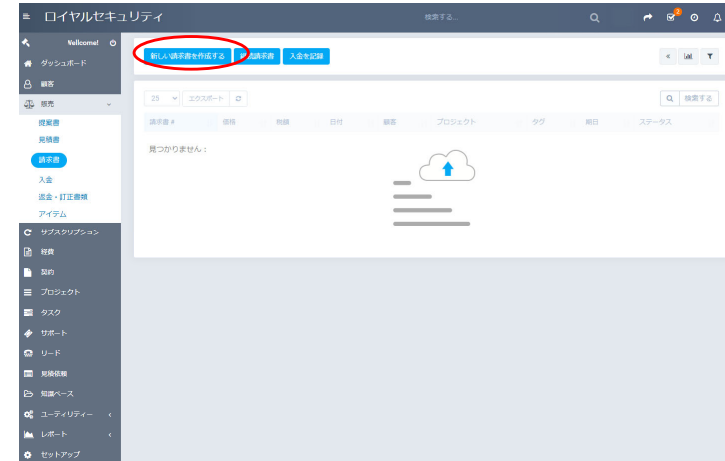 ロイヤルセキュリティ
検索する...
2
Wellcome!
新しい請求書を作成する
請求書
入金を記録
ダッシュボード
顧客
販売
提案書
見積書
請求書
入金
返金・訂正書類
アイテム
サブスクリプション
経費
契約
プロジェクト
タスク
サポート
リード
見積依頼
知識ベース
ユーティリティー
レポート
セットアップ
25
エクスポート
検索する
請求書 #
価格
税額
日付
顧客
プロジェクト
タグ
期日
ステータス
見つかりません：